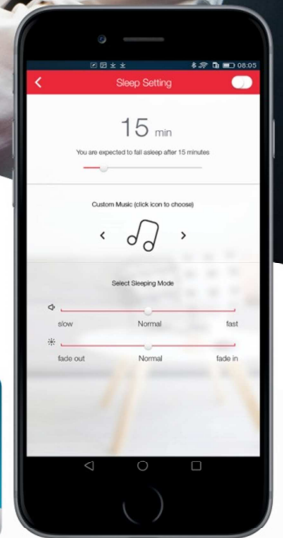 08:05
Sleep Setting
15 min
You are expected to fall asleep after 15 minutes
Custom Music (click icon to choose)
Select Sleeping Mode
slow Normal fast
fade out Normal fade in